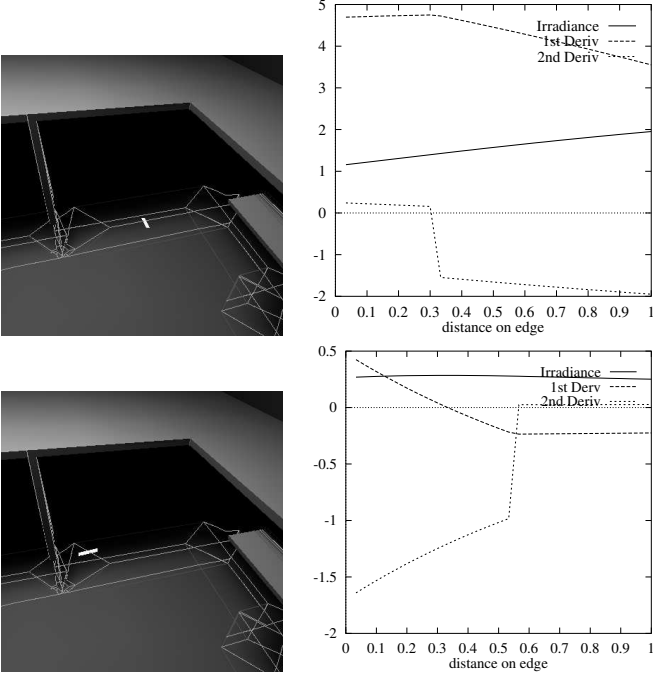 5
4
3
2
1
0
-1
-2
Irradiance
1st Deriv
2nd Deriv
0 0.1 0.2 0.3 0.4 0.5 0.6 0.7 0.8 0.9 1
distance on edge
0.5
0
-0.5
-1
-1.5
-2
Irradiance
1st Derv
2nd Deriv
0 0.1 0.2 0.3 0.4 0.5 0.6 0.7 0.8 0.9 1
distance on edge